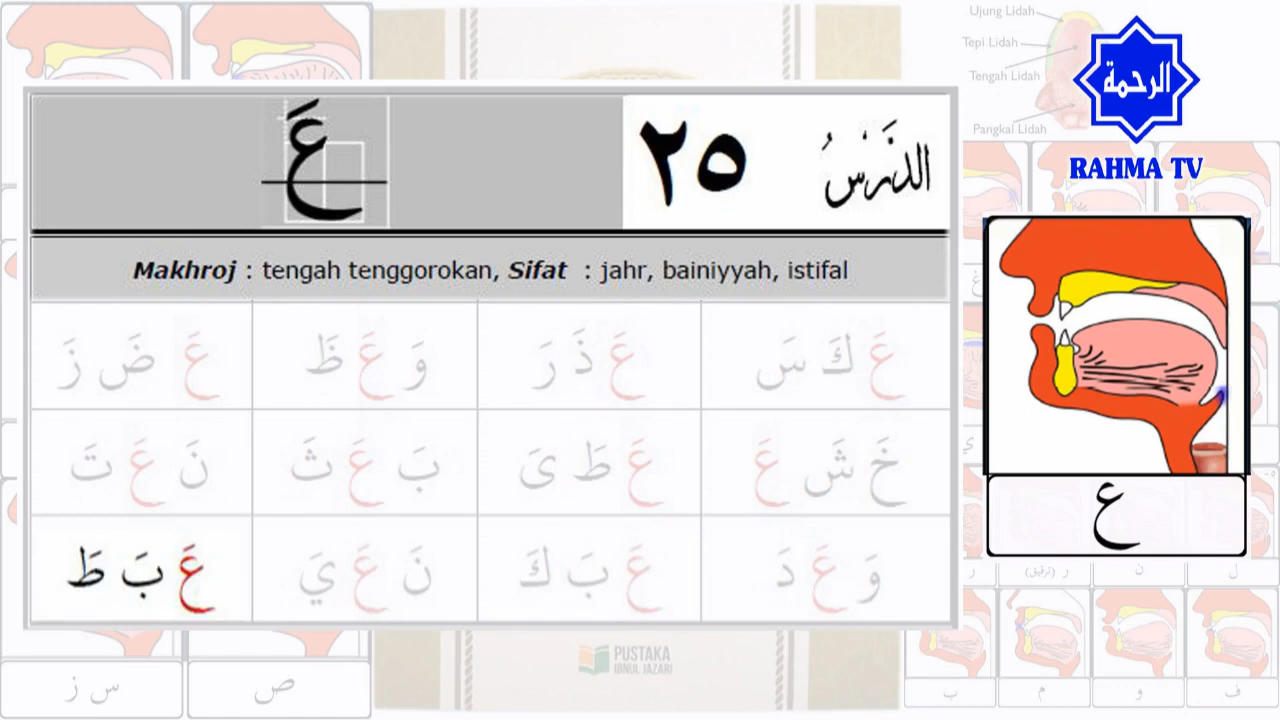 Ujung Lidah
Tepi Lidah
Tengah Lidah
Pangkal Lidah
الرحمة
RAHMA TV
الدَّرْسُ ٢٥
عَ
Makhroj : tengah tenggorokan, Sifat : jahr, bainiyyah, istifal
عَ كَ سَ
عَ ذَ رَ
وَ عَ ظَ
عَ ضَ زَ
خَ شَ عَ
عَ طَ ىَ
بَ عَ ثَ
نَ عَ تَ
وَ عَ دَ
عَ بَ كَ
نَ عَ يَ
عَ بَ طَ
ع
ل
ن
ر (ترقيق)
ف
و
م
ب
ص
س ز
PUSTAKA
IBNUL JAZARI